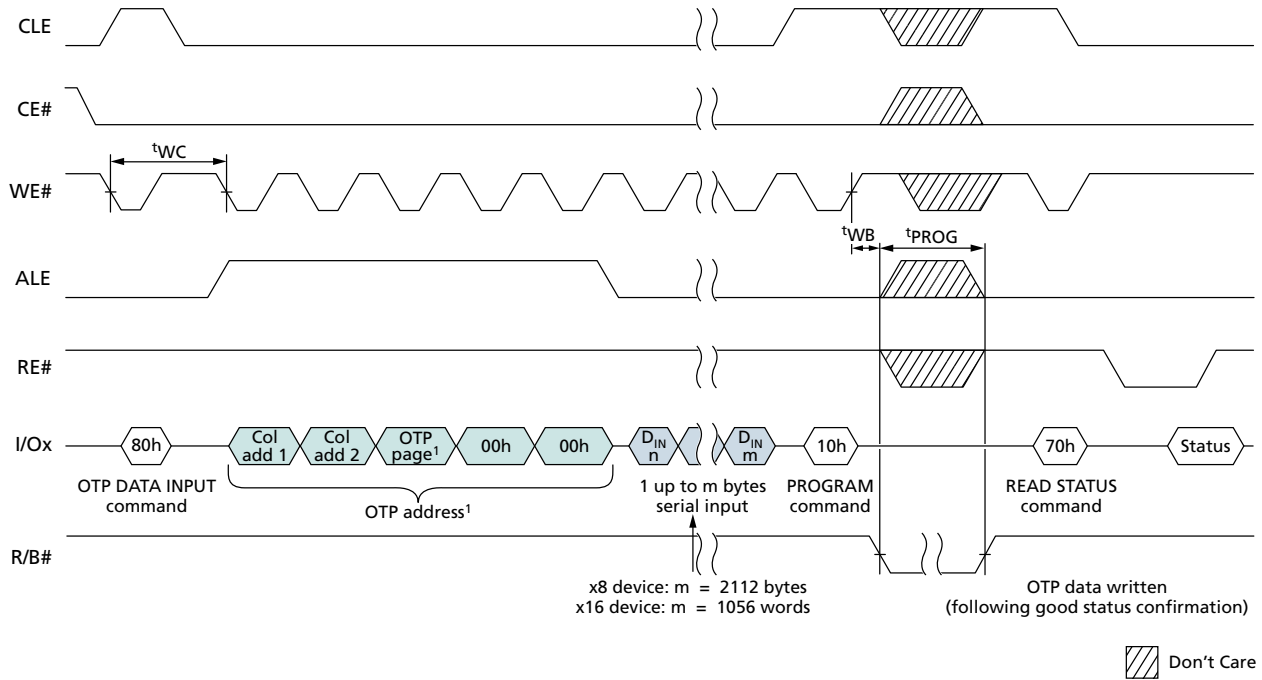 CLE
CE#
tWC
WE#
tWB
tPROG
ALE
RE#
I/Ox
80h
Col
add 1
Col
add 2
OTP
page1
00h
00h
DIN
n
DIN
m
10h
70h
Status
OTP DATA INPUT
command
OTP address1
1 up to m bytes
serial input
PROGRAM
command
READ STATUS
command
R/B#
x8 device: m = 2112 bytes
x16 device: m = 1056 words
OTP data written
(following good status confirmation)
Don't Care